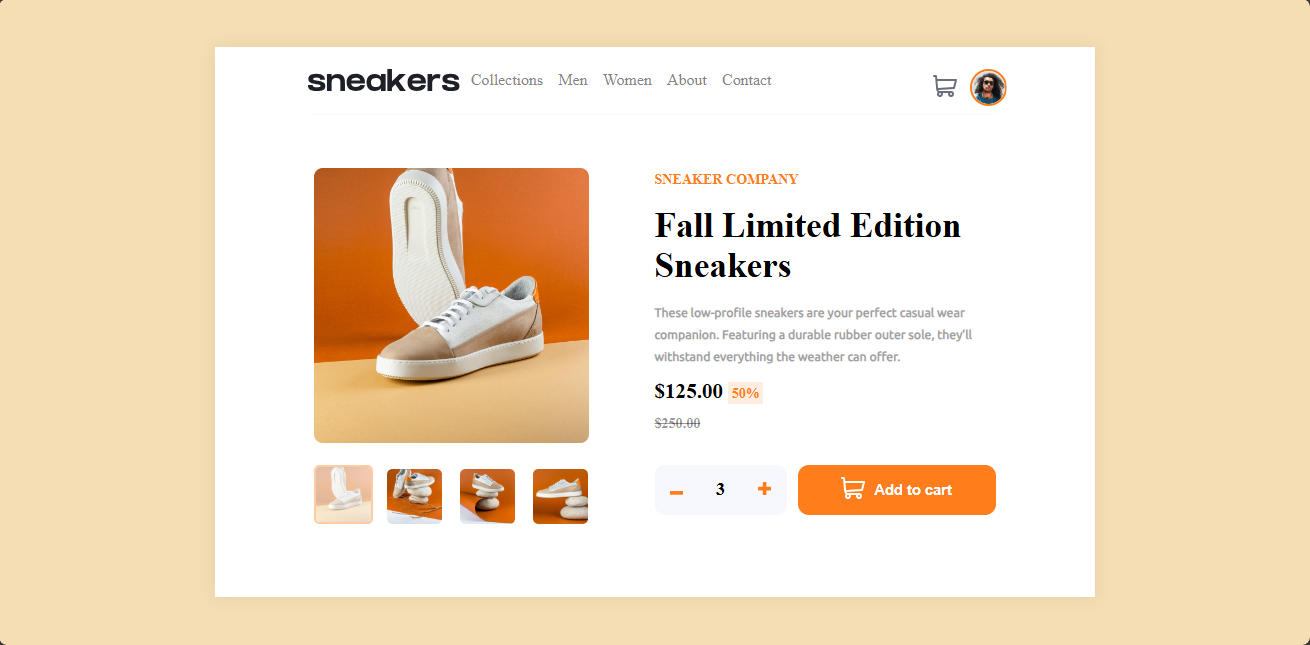 sneakers Collections Men Women About Contact
SNEAKER COMPANY
Fall Limited Edition
Sneakers
These low-profile sneakers are your perfect casual wear
companion. Featuring a durable rubber outer sole, they'll
withstand everything the weather can offer.
$125.00 50%
$250.00
3 Add to cart